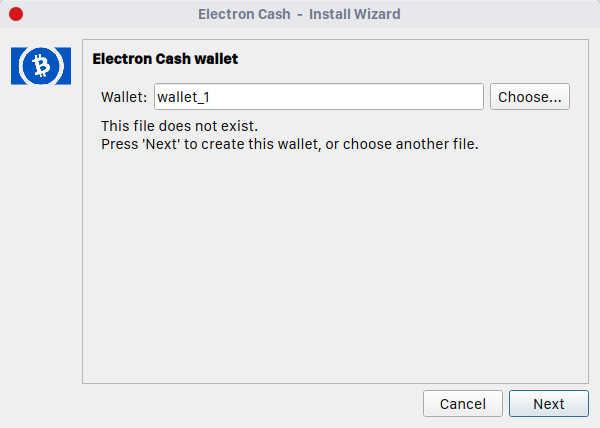 Electron Cash - Install Wizard
Electron Cash wallet
Wallet: wallet_1 Choose...
This file does not exist.
Press 'Next' to create this wallet, or choose another file.
Cancel Next